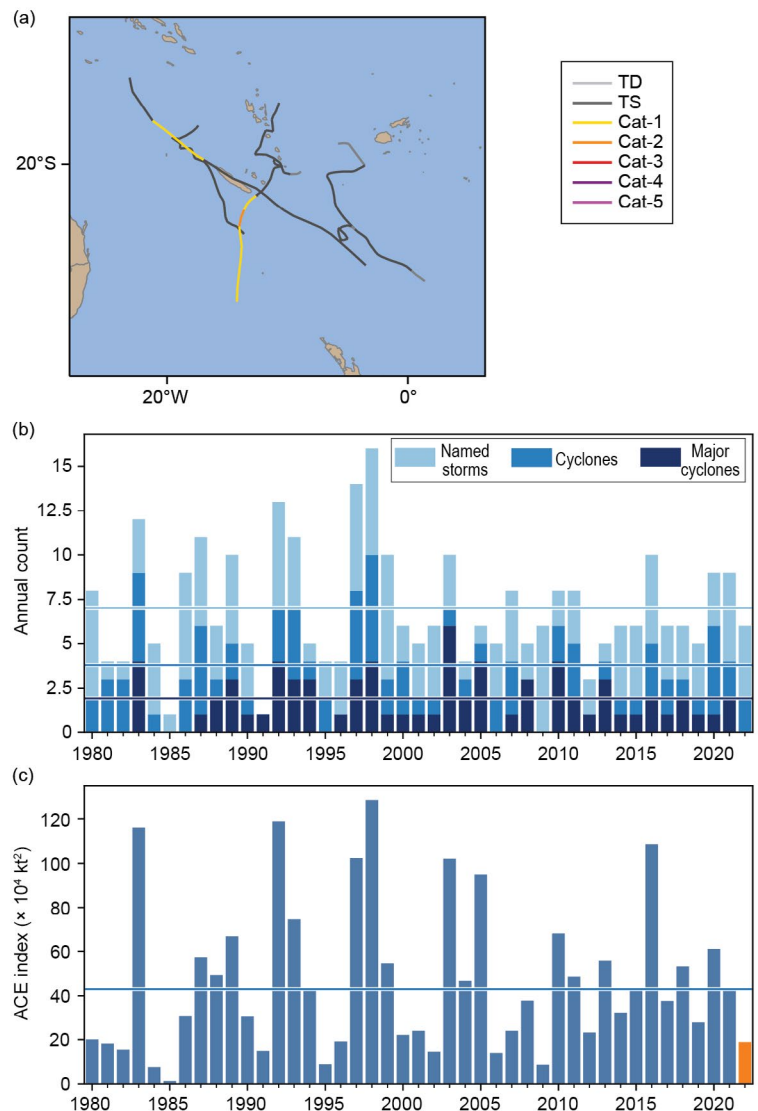 (a)
TD
TS
Cat-1
Cat-2
Cat-3
Cat-4
Cat-5
20°S
20°W
0°
(b)
Named storms
Cyclones
Major cyclones
Annual count
15
12.5
10
7.5
5
2.5
0
1980 1985 1990 1995 2000 2005 2010 2015 2020
(c)
ACE index (× 10⁴ kt²)
120
100
80
60
40
20
0
1980 1985 1990 1995 2000 2005 2010 2015 2020